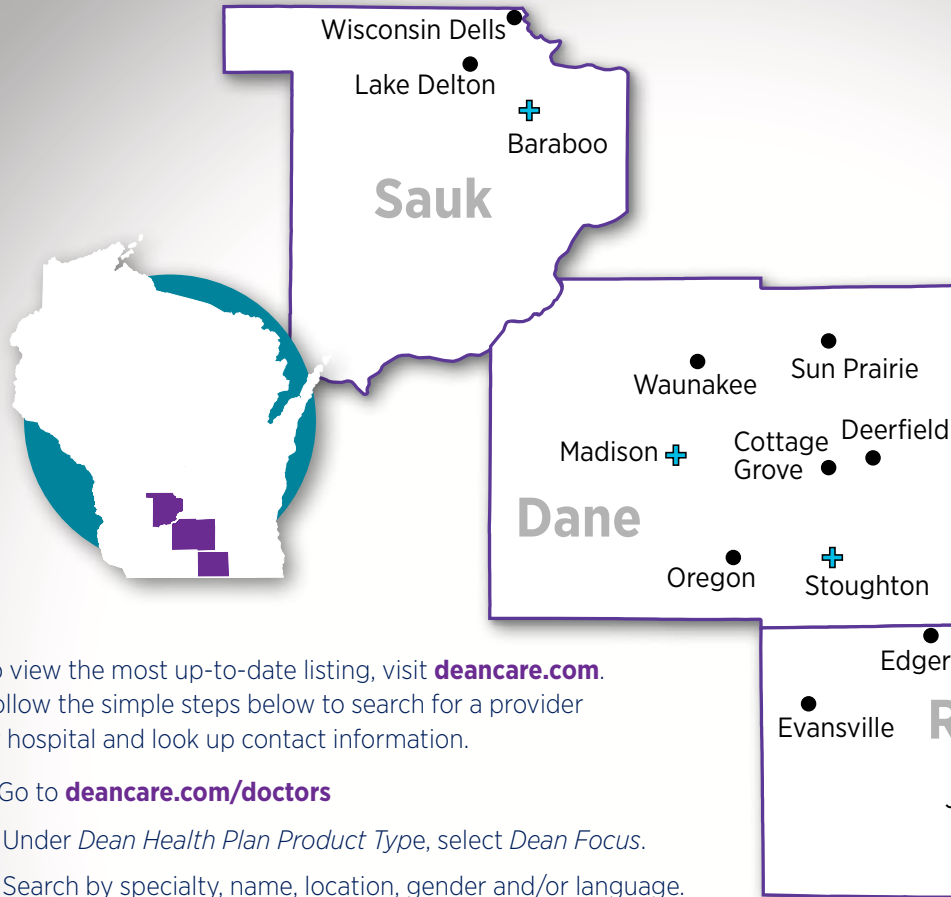 Wisconsin Dells
Lake Delton
Baraboo
Sauk
Waunakee
Sun Prairie
Madison
Cottage
Grove
Deerfield
Dane
Oregon
Stoughton
Edger
Evansville
R
o view the most up-to-date listing, visit deancare.com.
ollow the simple steps below to search for a provider
hospital and look up contact information.
Go to deancare.com/doctors
Under Dean Health Plan Product Type, select Dean Focus.
Search by specialty, name, location, gender and/or language.